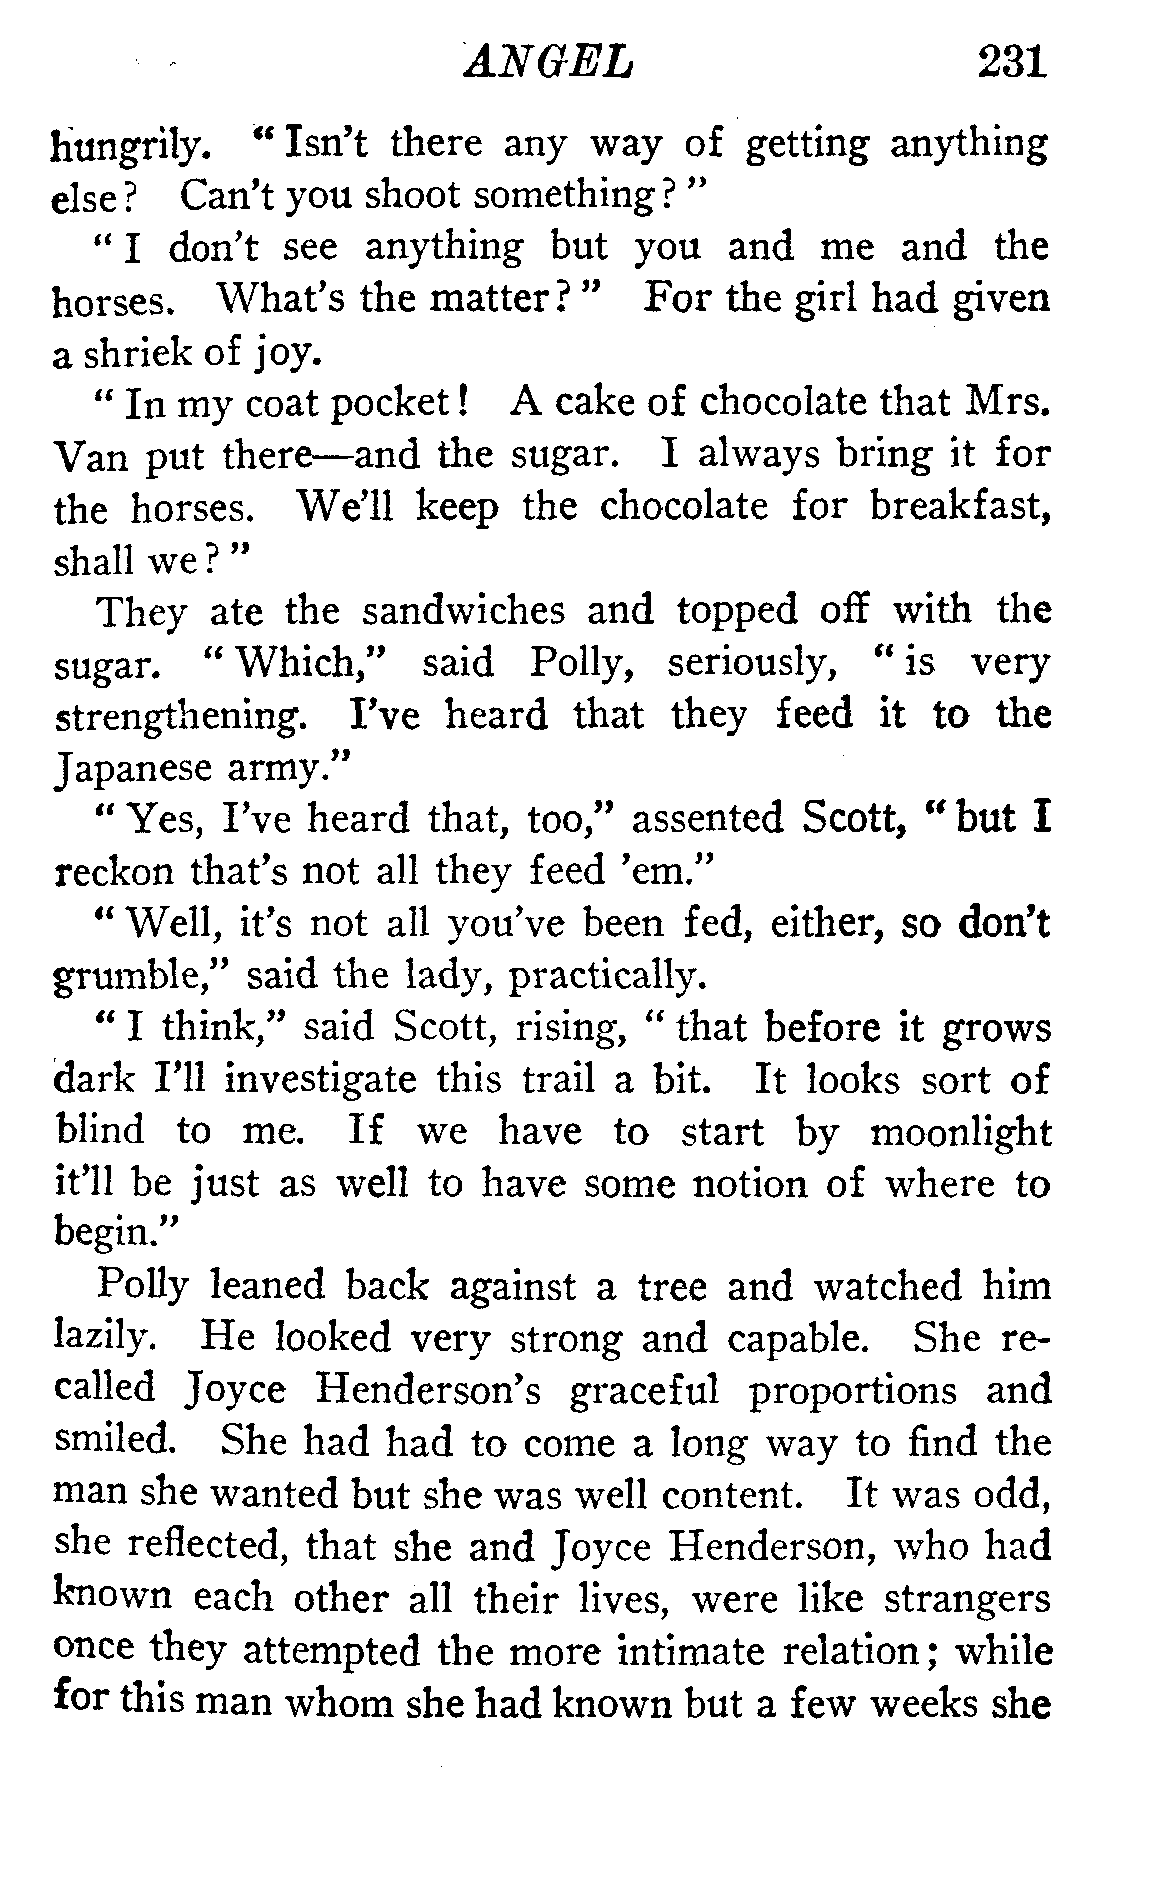 ANGEL 231
hungrily. "Isn't there any way of getting anything
else? Can't you shoot something?"
"I don't see anything but you and me and the
horses. What's the matter?" For the girl had given
a shriek of joy.
"In my coat pocket! A cake of chocolate that Mrs.
Van put there—and the sugar. I always bring it for
the horses. We'll keep the chocolate for breakfast,
shall we?"
They ate the sandwiches and topped off with the
sugar. "Which," said Polly, seriously, "is very
strengthening. I've heard that they feed it to the
Japanese army."
"Yes, I've heard that, too," assented Scott, "but I
reckon that's not all they feed 'em."
"Well, it's not all you've been fed, either, so don't
grumble," said the lady, practically.
"I think," said Scott, rising, "that before it grows
dark I'll investigate this trail a bit. It looks sort of
blind to me. If we have to start by moonlight
it'll be just as well to have some notion of where to
begin."
Polly leaned back against a tree and watched him
lazily. He looked very strong and capable. She re-
called Joyce Henderson's graceful proportions and
smiled. She had had to come a long way to find the
man she wanted but she was well content. It was odd,
she reflected, that she and Joyce Henderson, who had
known each other all their lives, were like strangers
once they attempted the more intimate relation; while
for this man whom she had known but a few weeks she